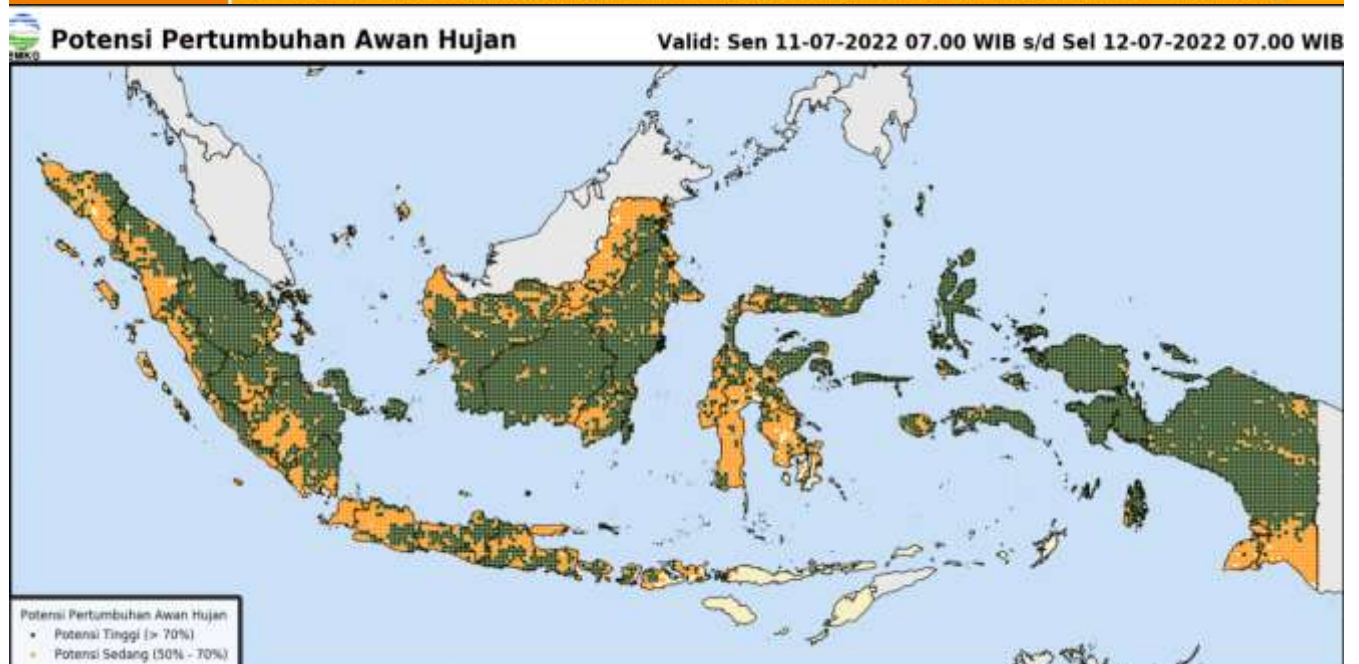 Potensi Pertumbuhan Awan Hujan
Valid: Sen 11-07-2022 07.00 WIB s/d Sel 12-07-2022 07.00 WIB
BMKG
Potensi Pertumbuhan Awan Hujan
Potensi Tinggi (> 70%)
Potensi Sedang (50% - 70%)